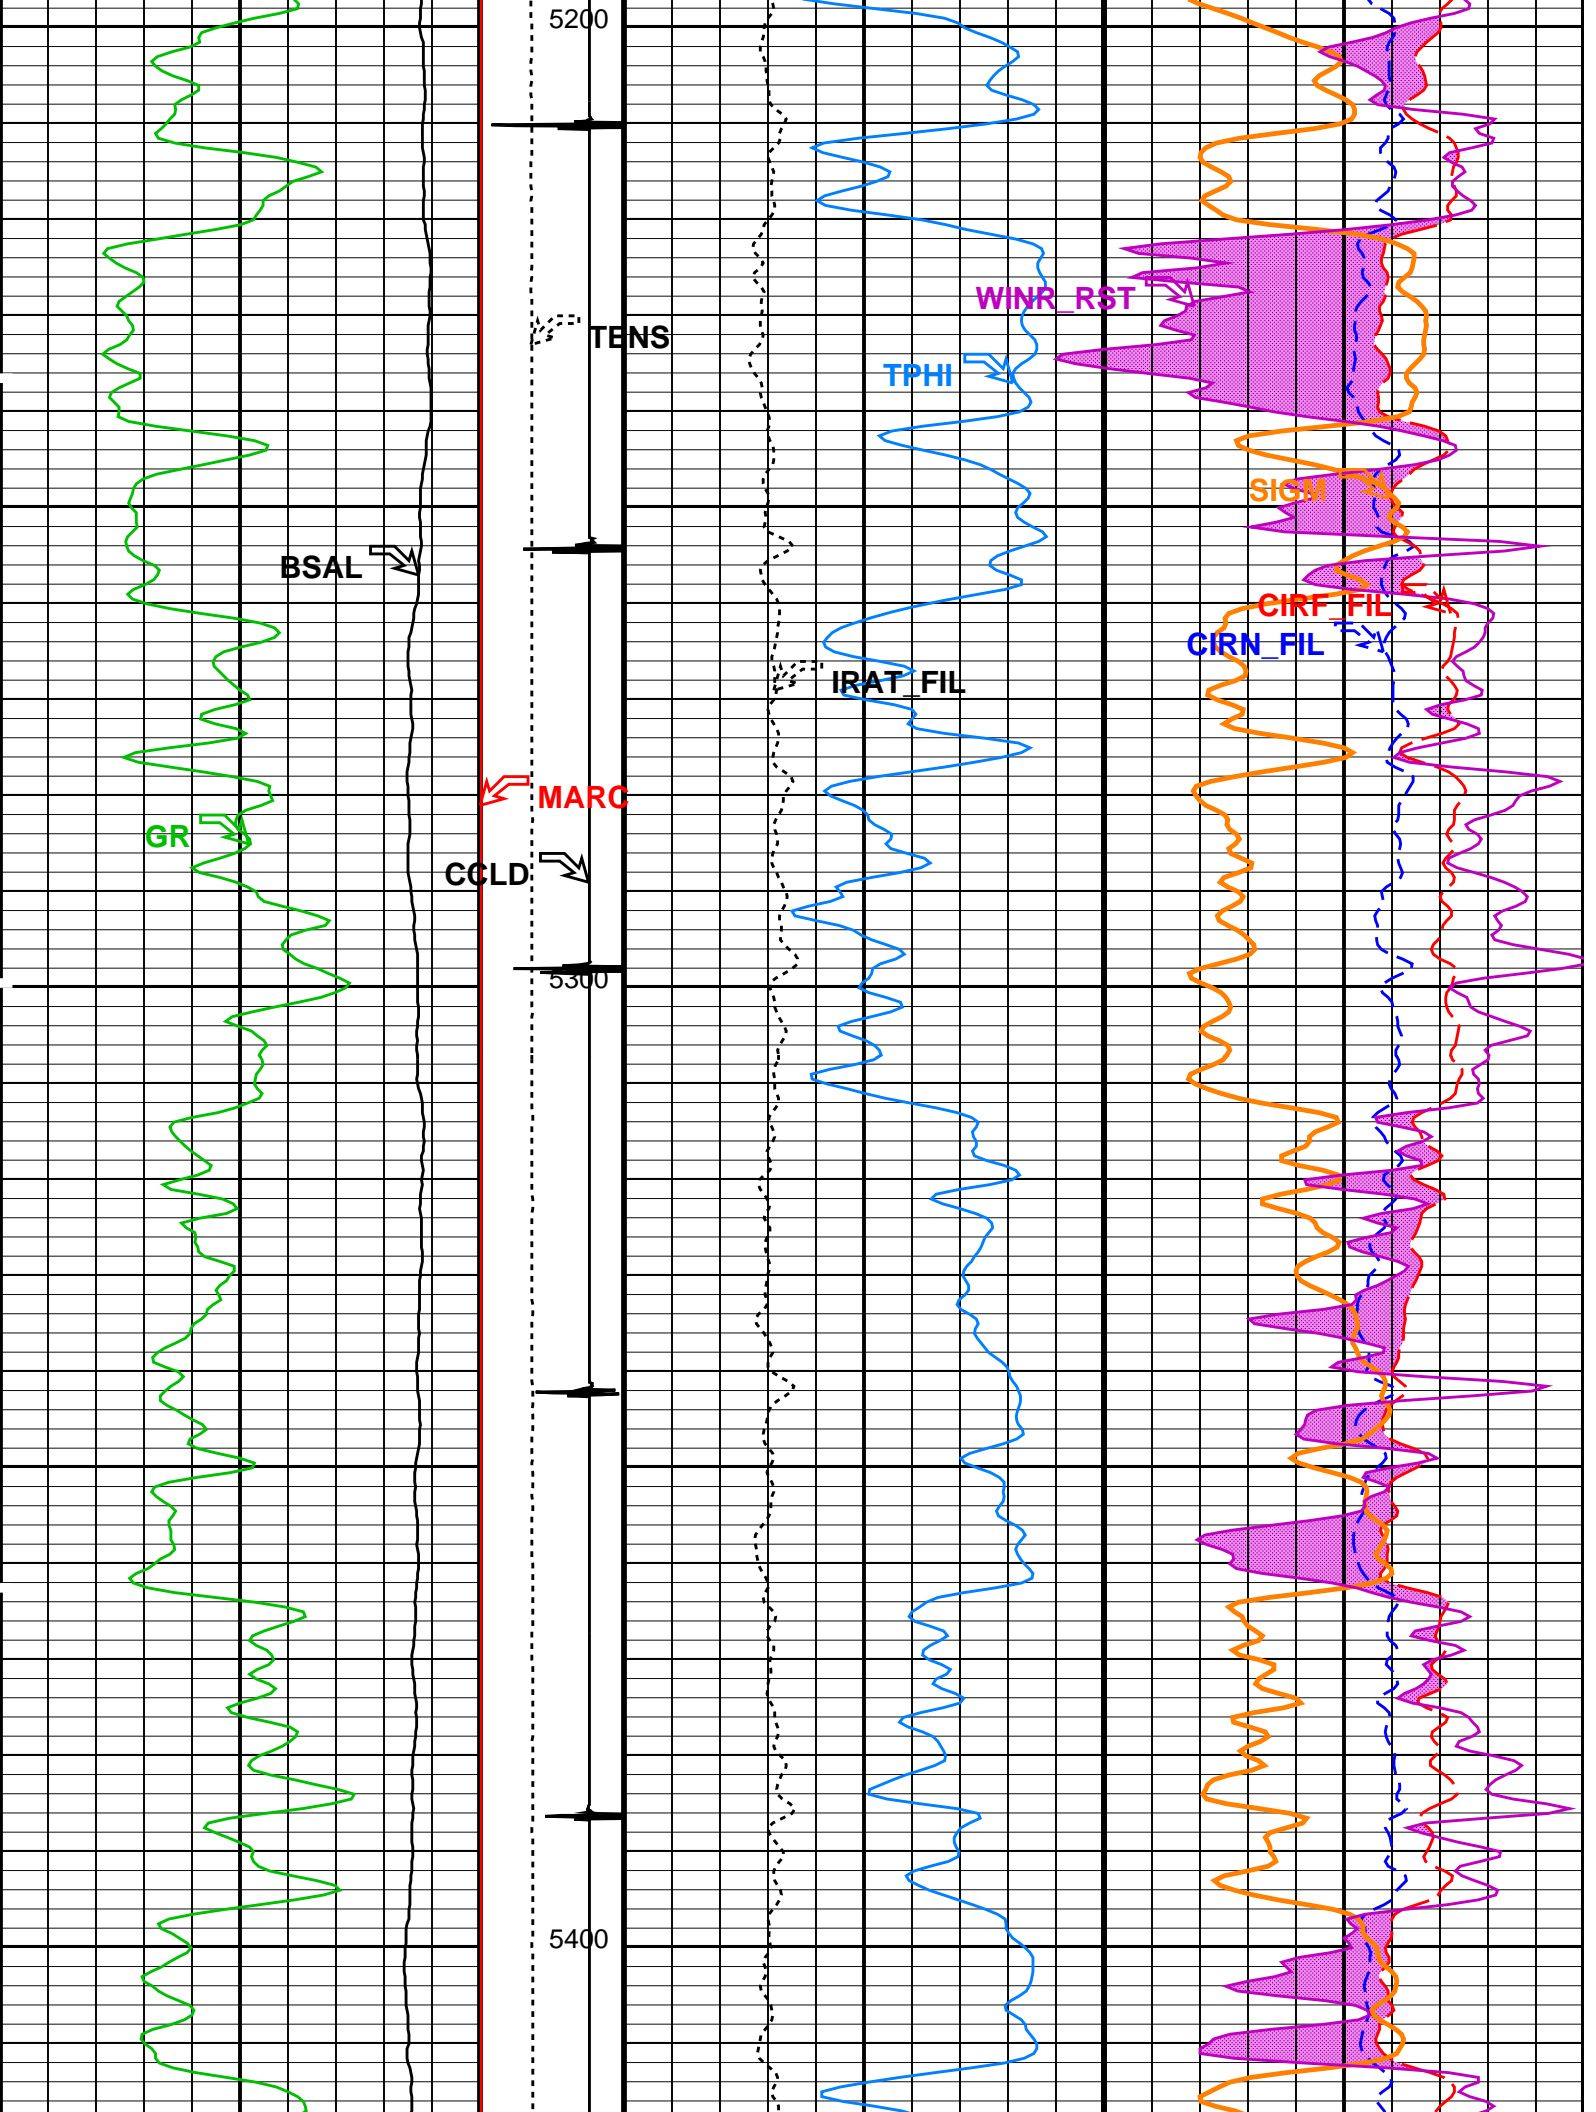 5200
WINR_RST
TENS
TPHI
SIGM
BSAL
CIRF_FIL
CIRN_FIL
IRAT_FIL
MARC
GR
CCLD
5300
5400